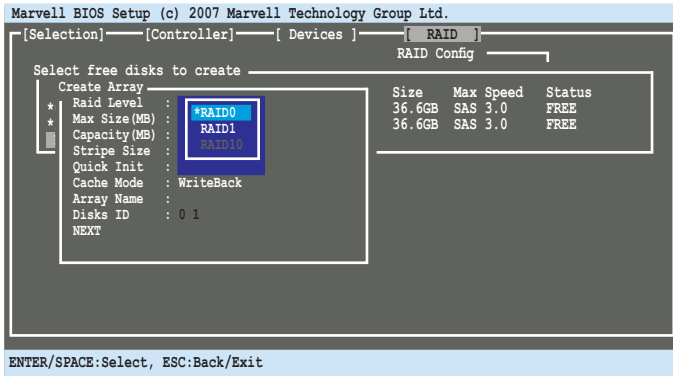 Marvell BIOS Setup (c) 2007 Marvell Technology Group Ltd.
[Selection] [Controller] [ Devices ] [ RAID ]
RAID Config
Select free disks to create
Create Array
Size Max Speed Status
* 36.6GB SAS 3.0 FREE
* 36.6GB SAS 3.0 FREE
Raid Level :
Max Size(MB) :
Capacity(MB) :
Stripe Size :
Quick Init :
Cache Mode : WriteBack
Array Name :
Disks ID : 0 1
NEXT
*RAID0
RAID1
RAID10
ENTER/SPACE:Select, ESC:Back/Exit